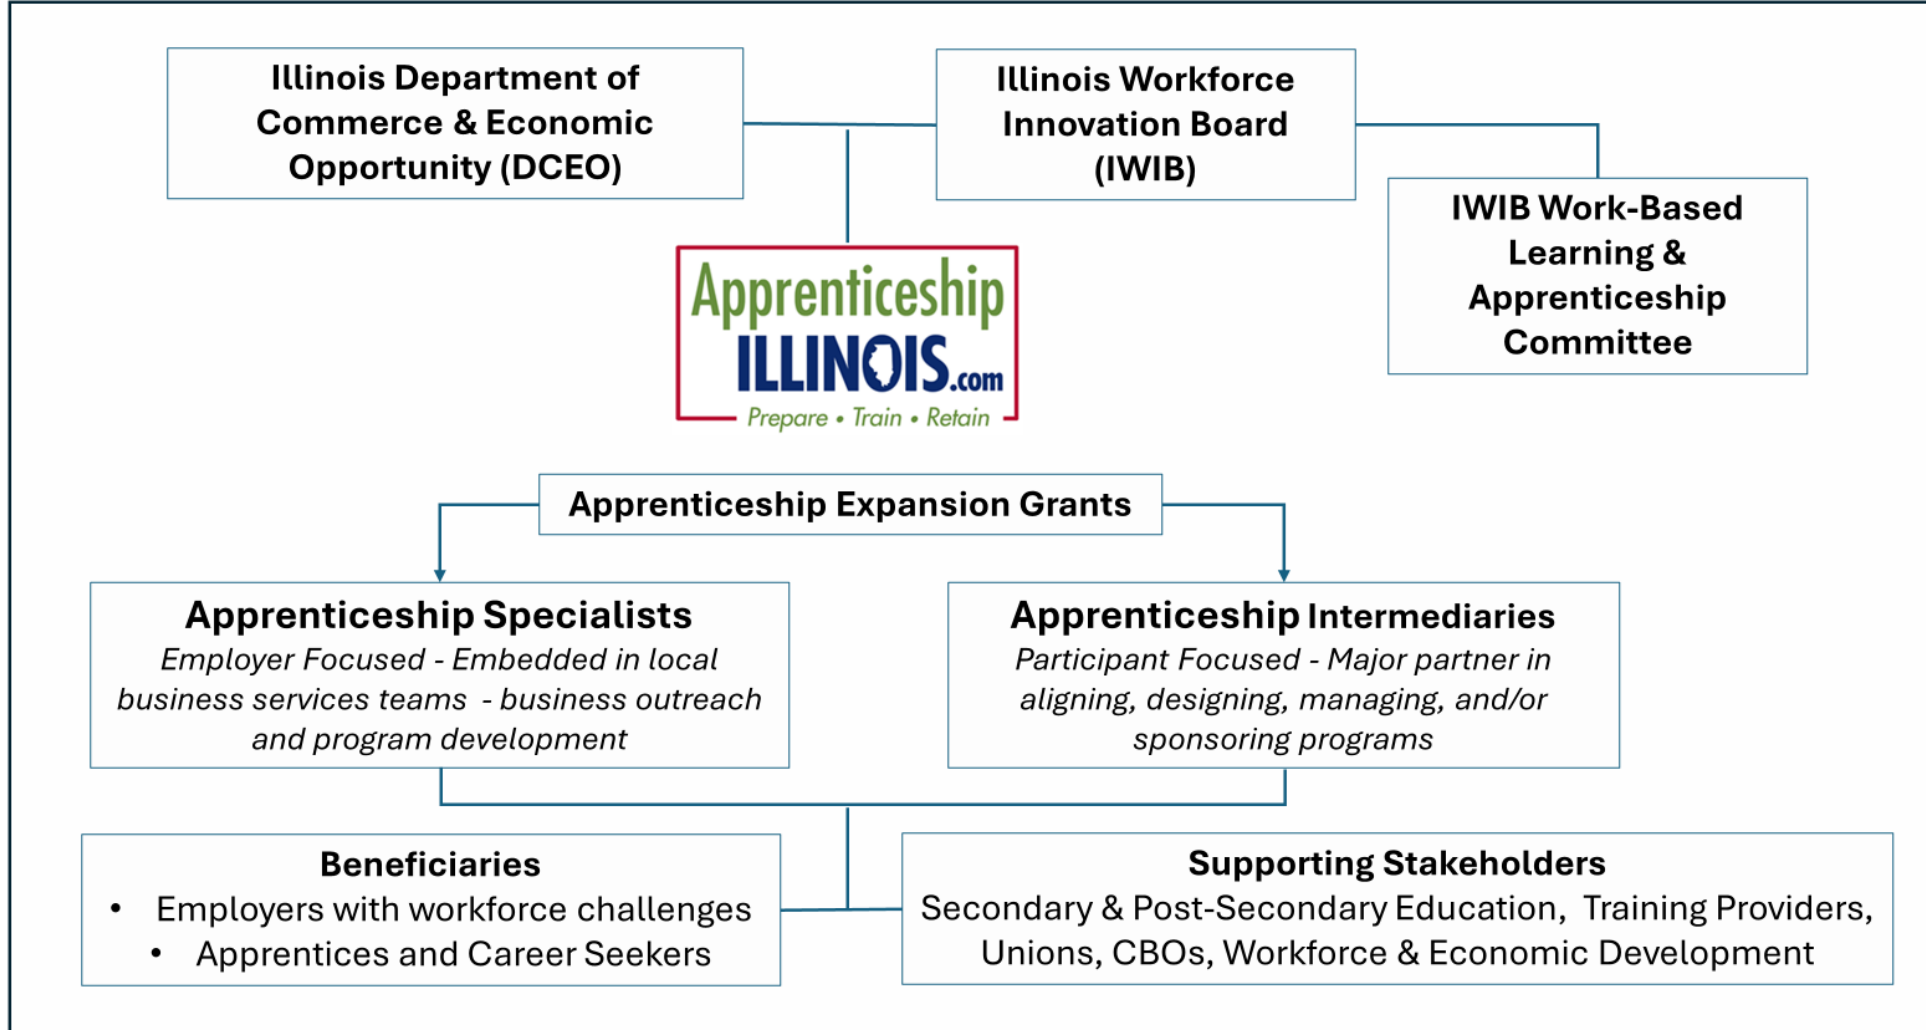 Illinois Department of
Commerce & Economic
Opportunity (DCEO)
Illinois Workforce
Innovation Board
(IWIB)
IWIB Work-Based
Learning &
Apprenticeship
Committee
Apprenticeship
ILLINOIS.com
Prepare • Train • Retain
Apprenticeship Expansion Grants
Apprenticeship Specialists
Employer Focused - Embedded in local
business services teams - business outreach
and program development
Apprenticeship Intermediaries
Participant Focused - Major partner in
aligning, designing, managing, and/or
sponsoring programs
Beneficiaries
• Employers with workforce challenges
• Apprentices and Career Seekers
Supporting Stakeholders
Secondary & Post-Secondary Education, Training Providers,
Unions, CBOs, Workforce & Economic Development